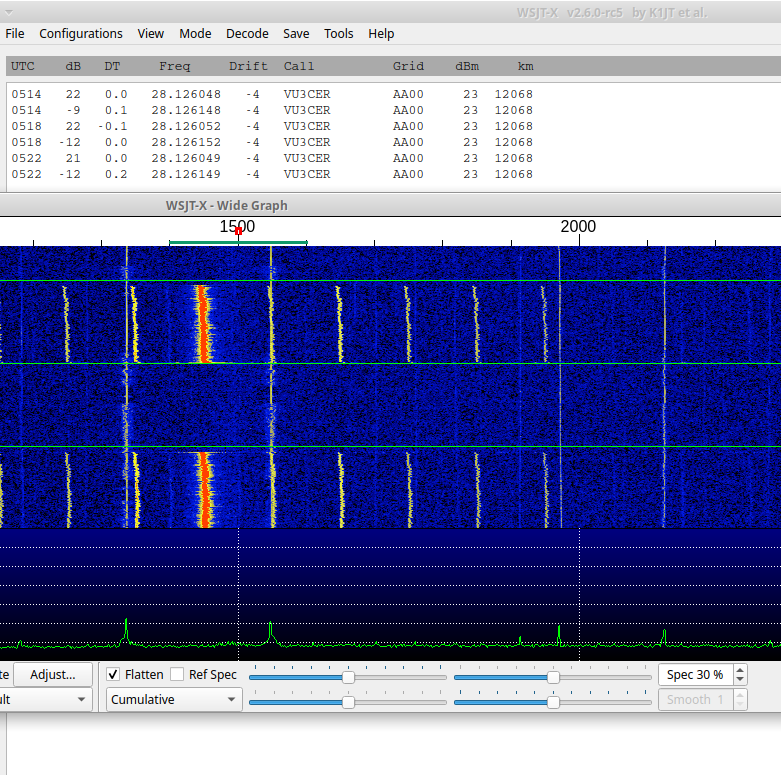 WSJT-X v2.6.0-rc5 by K1JT et al.
File Configurations View Mode Decode Save Tools Help
UTC dB DT Freq Drift Call Grid dBm km
0514 22 0.0 28.126048 -4 VU3CER AA00 23 12068
0514 -9 0.1 28.126148 -4 VU3CER AA00 23 12068
0518 22 -0.1 28.126052 -4 VU3CER AA00 23 12068
0518 -12 0.0 28.126152 -4 VU3CER AA00 23 12068
0522 21 0.0 28.126049 -4 VU3CER AA00 23 12068
0522 -12 0.2 28.126149 -4 VU3CER AA00 23 12068
WSJT-X - Wide Graph
1500 2000
te Adjust... Flatten Ref Spec Spec 30 %
ult Cumulative Smooth 1